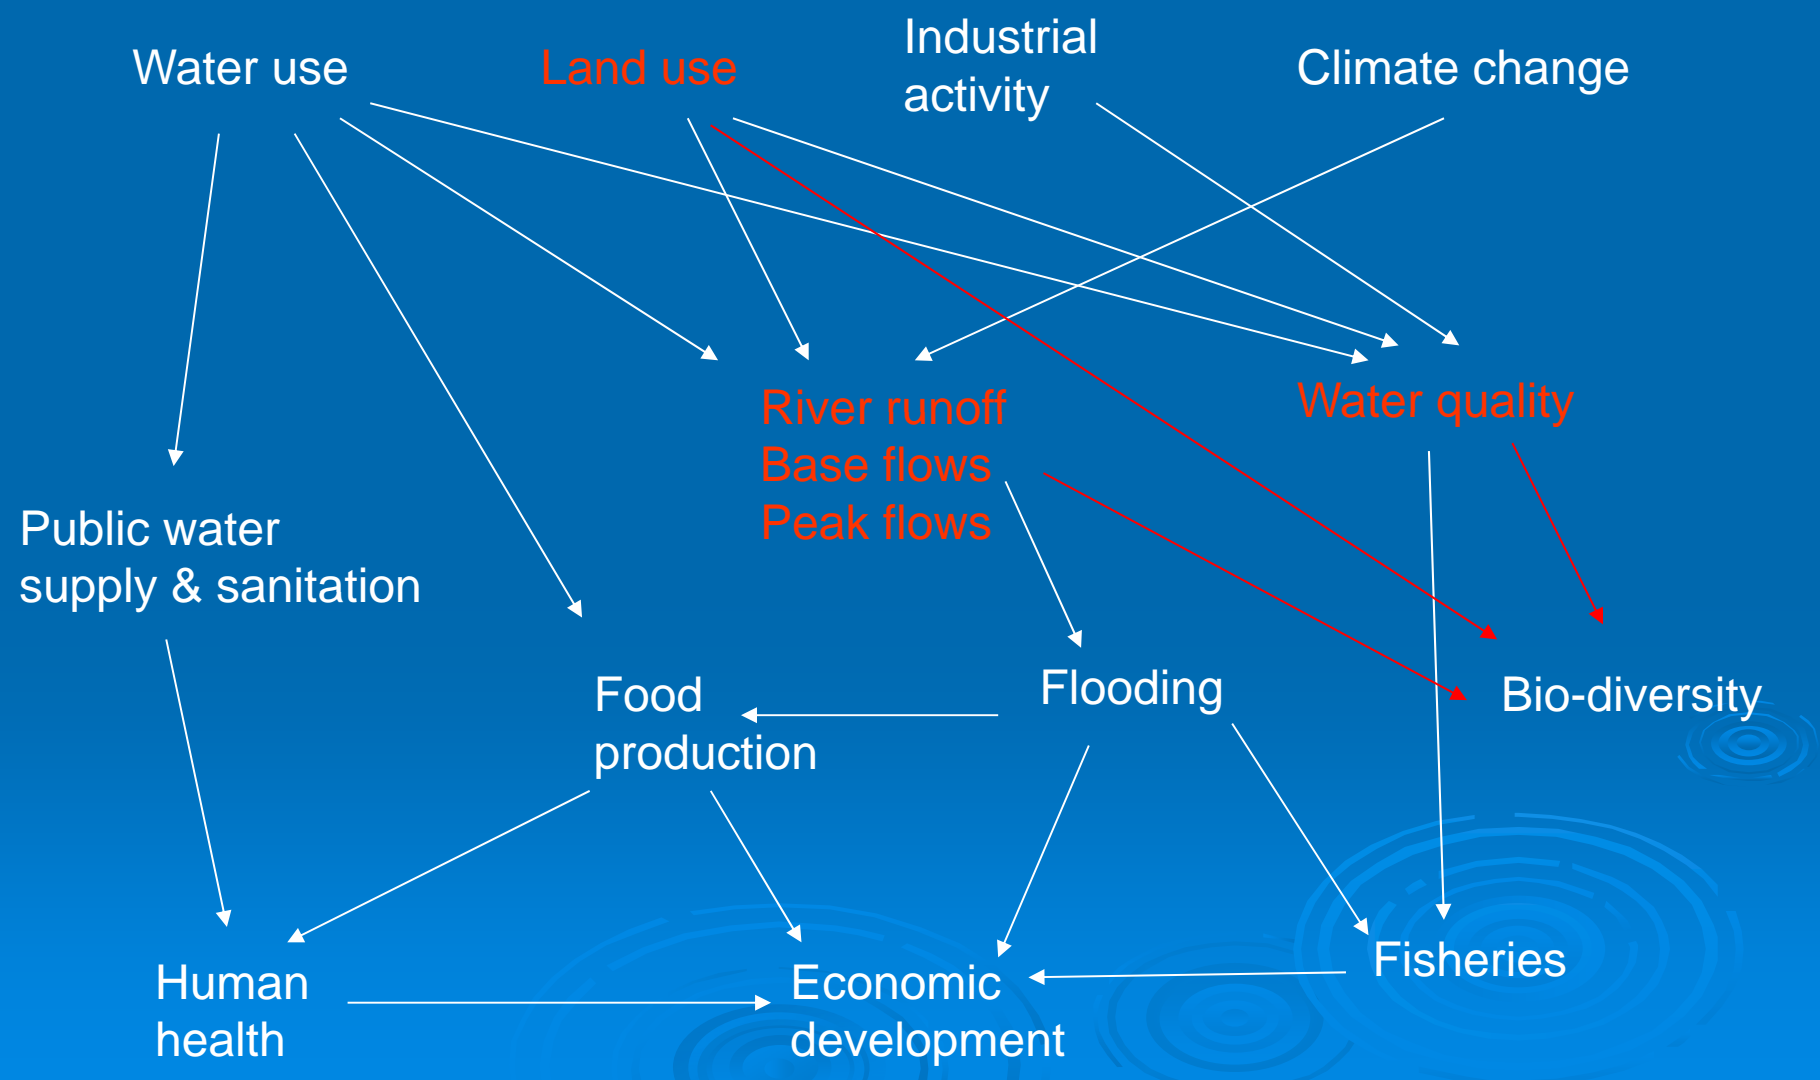 Water use
Land use
Industrial
activity
Climate change
River runoff
Base flows
Peak flows
Water quality
Public water
supply & sanitation
Food
production
Flooding
Bio-diversity
Human
health
Economic
development
Fisheries